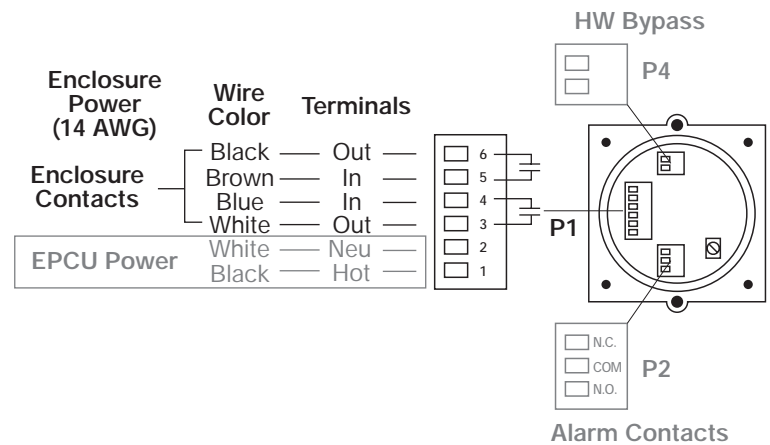 HW Bypass
P4
Enclosure
Power
(14 AWG)
Wire
Color
Terminals
Enclosure
Contacts
Black Out 6
Brown In 5
Blue In 4
White Out 3
EPCU Power
White Neu 2
Black Hot 1
P1
N.C.
COM
N.O.
P2
Alarm Contacts